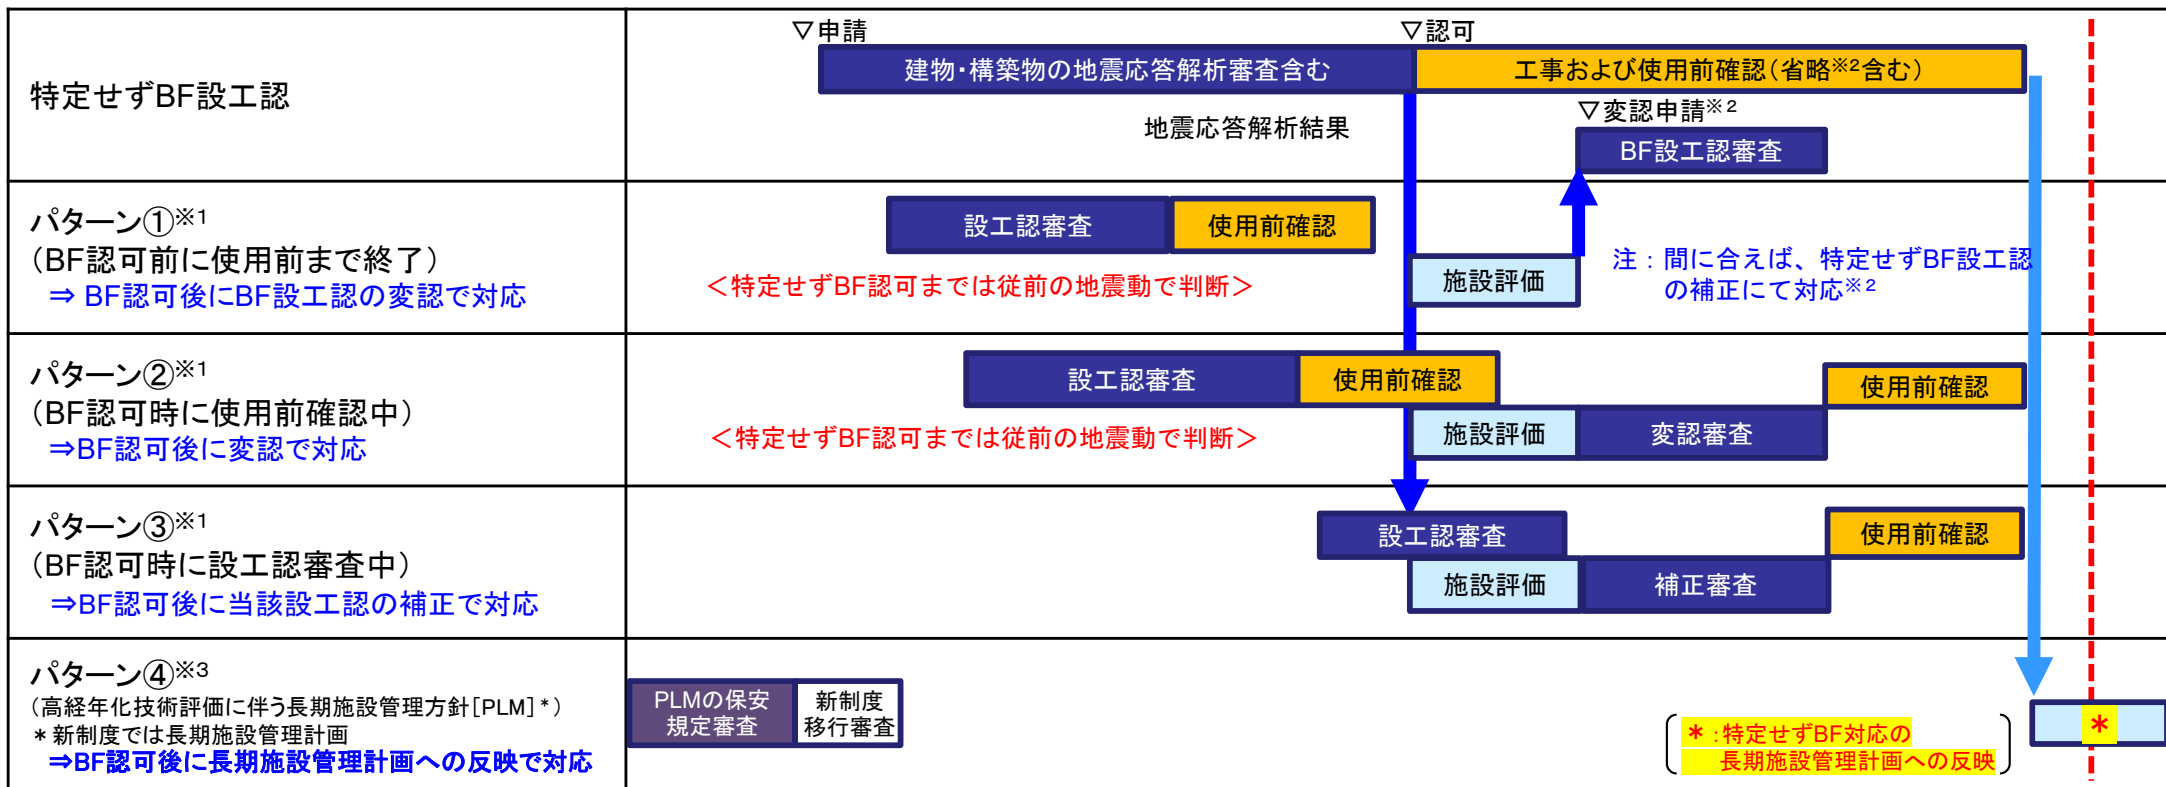 特定せずBF設工認
▽申請
▽認可
建物・構築物の地震応答解析審査含む
工事および使用前確認（省略※2含む）
地震応答解析結果
▽変認申請※2
BF設工認審査
パターン①※1
（BF認可前に使用前まで終了）
⇒ BF認可後にBF設工認の変認で対応
設工認審査
使用前確認
＜特定せずBF認可までは従前の地震動で判断＞
施設評価
注：間に合えば、特定せずBF設工認
の補正にて対応※2
パターン②※1
（BF認可時に使用前確認中）
⇒BF認可後に変認で対応
設工認審査
使用前確認
＜特定せずBF認可までは従前の地震動で判断＞
施設評価
変認審査
使用前確認
パターン③※1
（BF認可時に設工認審査中）
⇒BF認可後に当該設工認の補正で対応
設工認審査
施設評価
補正審査
使用前確認
パターン④※3
（高経年化技術評価に伴う長期施設管理方針[PLM]*）
*新制度では長期施設管理計画
⇒BF認可後に長期施設管理計画への反映で対応
PLMの保安
規定審査
新制度
移行審査
*：特定せずBF対応の
長期施設管理計画への反映
*